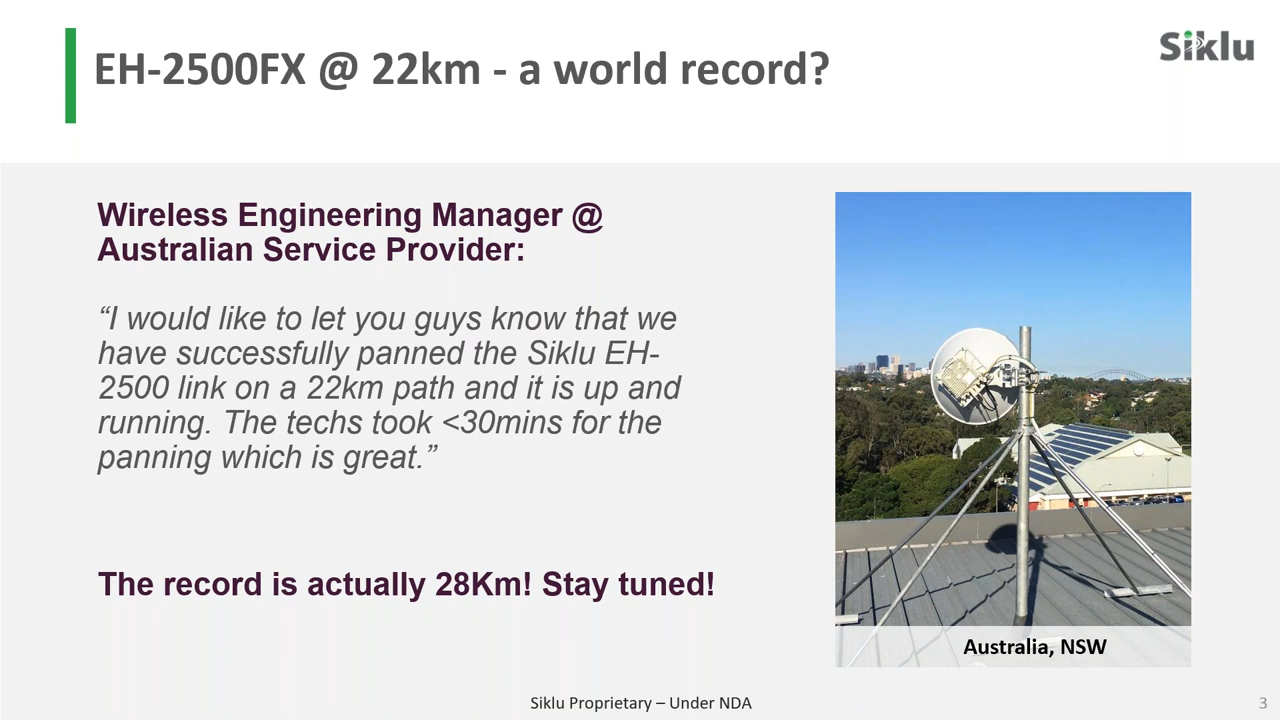 EH-2500FX @ 22km - a world record?
Siklu
Wireless Engineering Manager @
Australian Service Provider:
“I would like to let you guys know that we
have successfully panned the Siklu EH-
2500 link on a 22km path and it is up and
running. The techs took <30mins for the
panning which is great.”
The record is actually 28Km! Stay tuned!
Australia, NSW
Siklu Proprietary – Under NDA
3